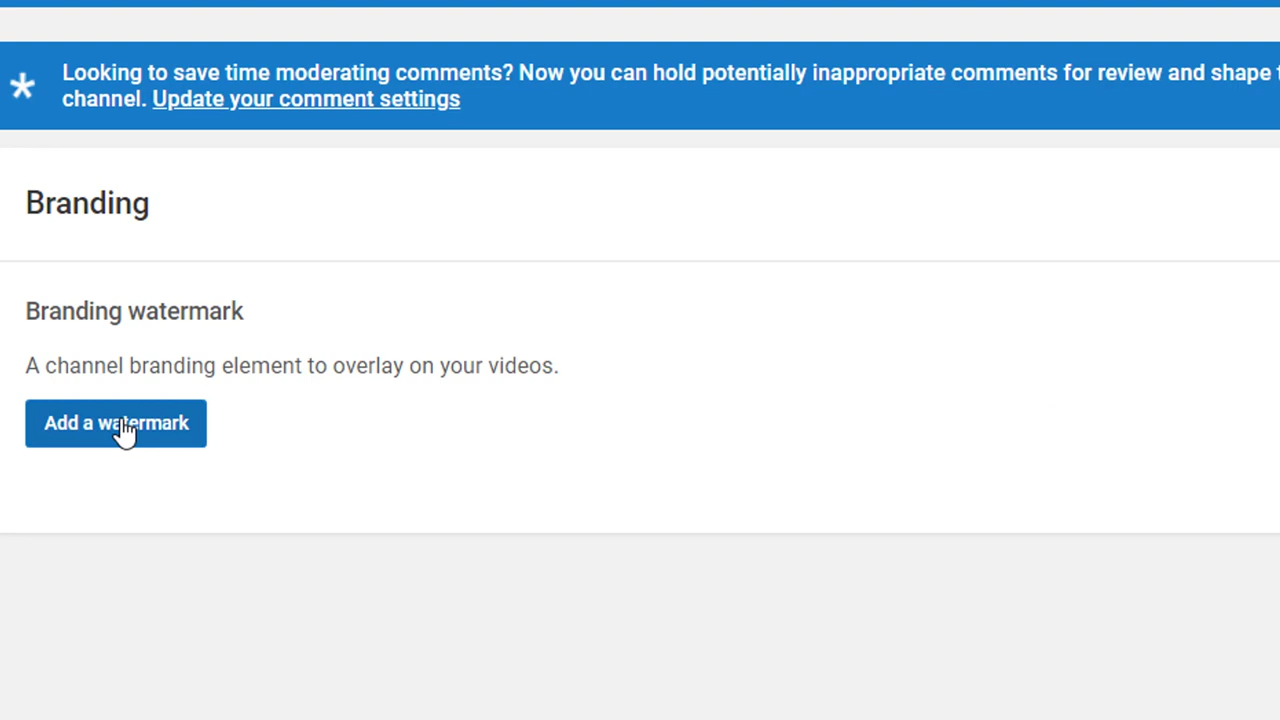 Looking to save time moderating comments? Now you can hold potentially inappropriate comments for review and shape
channel. Update your comment settings
Branding
Branding watermark
A channel branding element to overlay on your videos.
Add a watermark